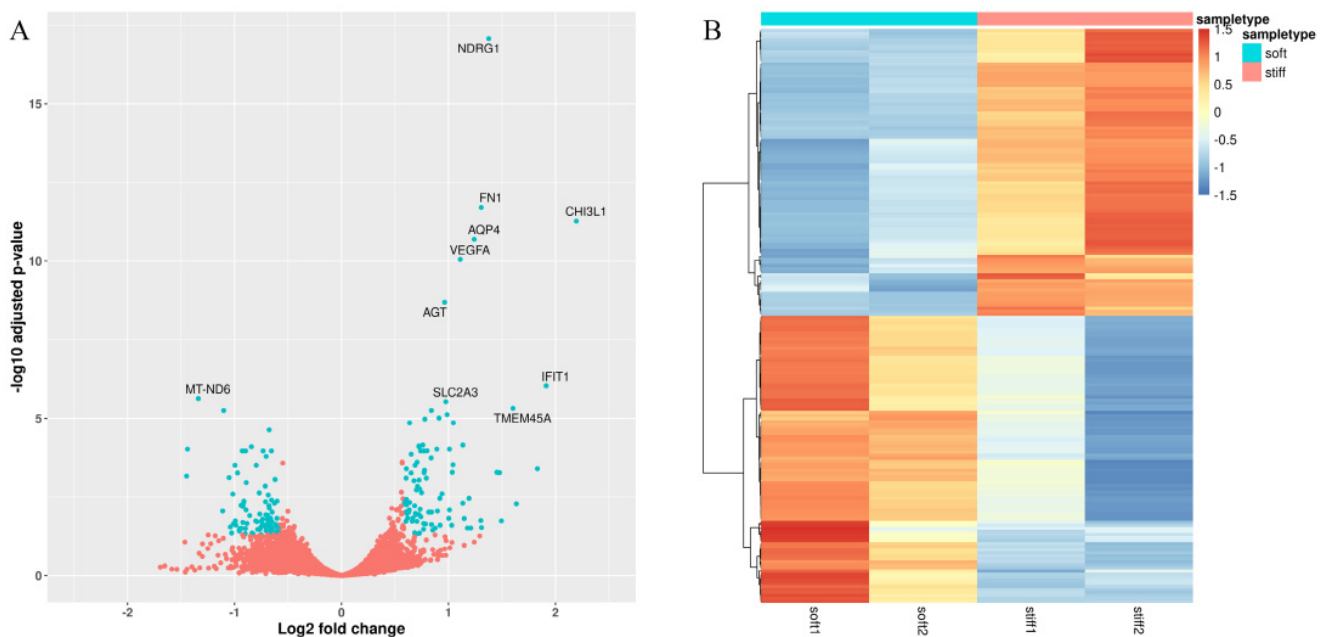 A
NDRG1
15
FN1
CHI3L1
AQP4
10
VEGFA
AGT
IFIT1
MT-ND6
SLC2A3
5
TMEM45A
0
-log10 adjusted p-value
-2 -1 0 1 2
Log2 fold change
B
sampletype
1.5
1
0.5
-0.5
-1
-1.5
sampletype
soft
stiff
soft1
soft2
stiff1
stiff2